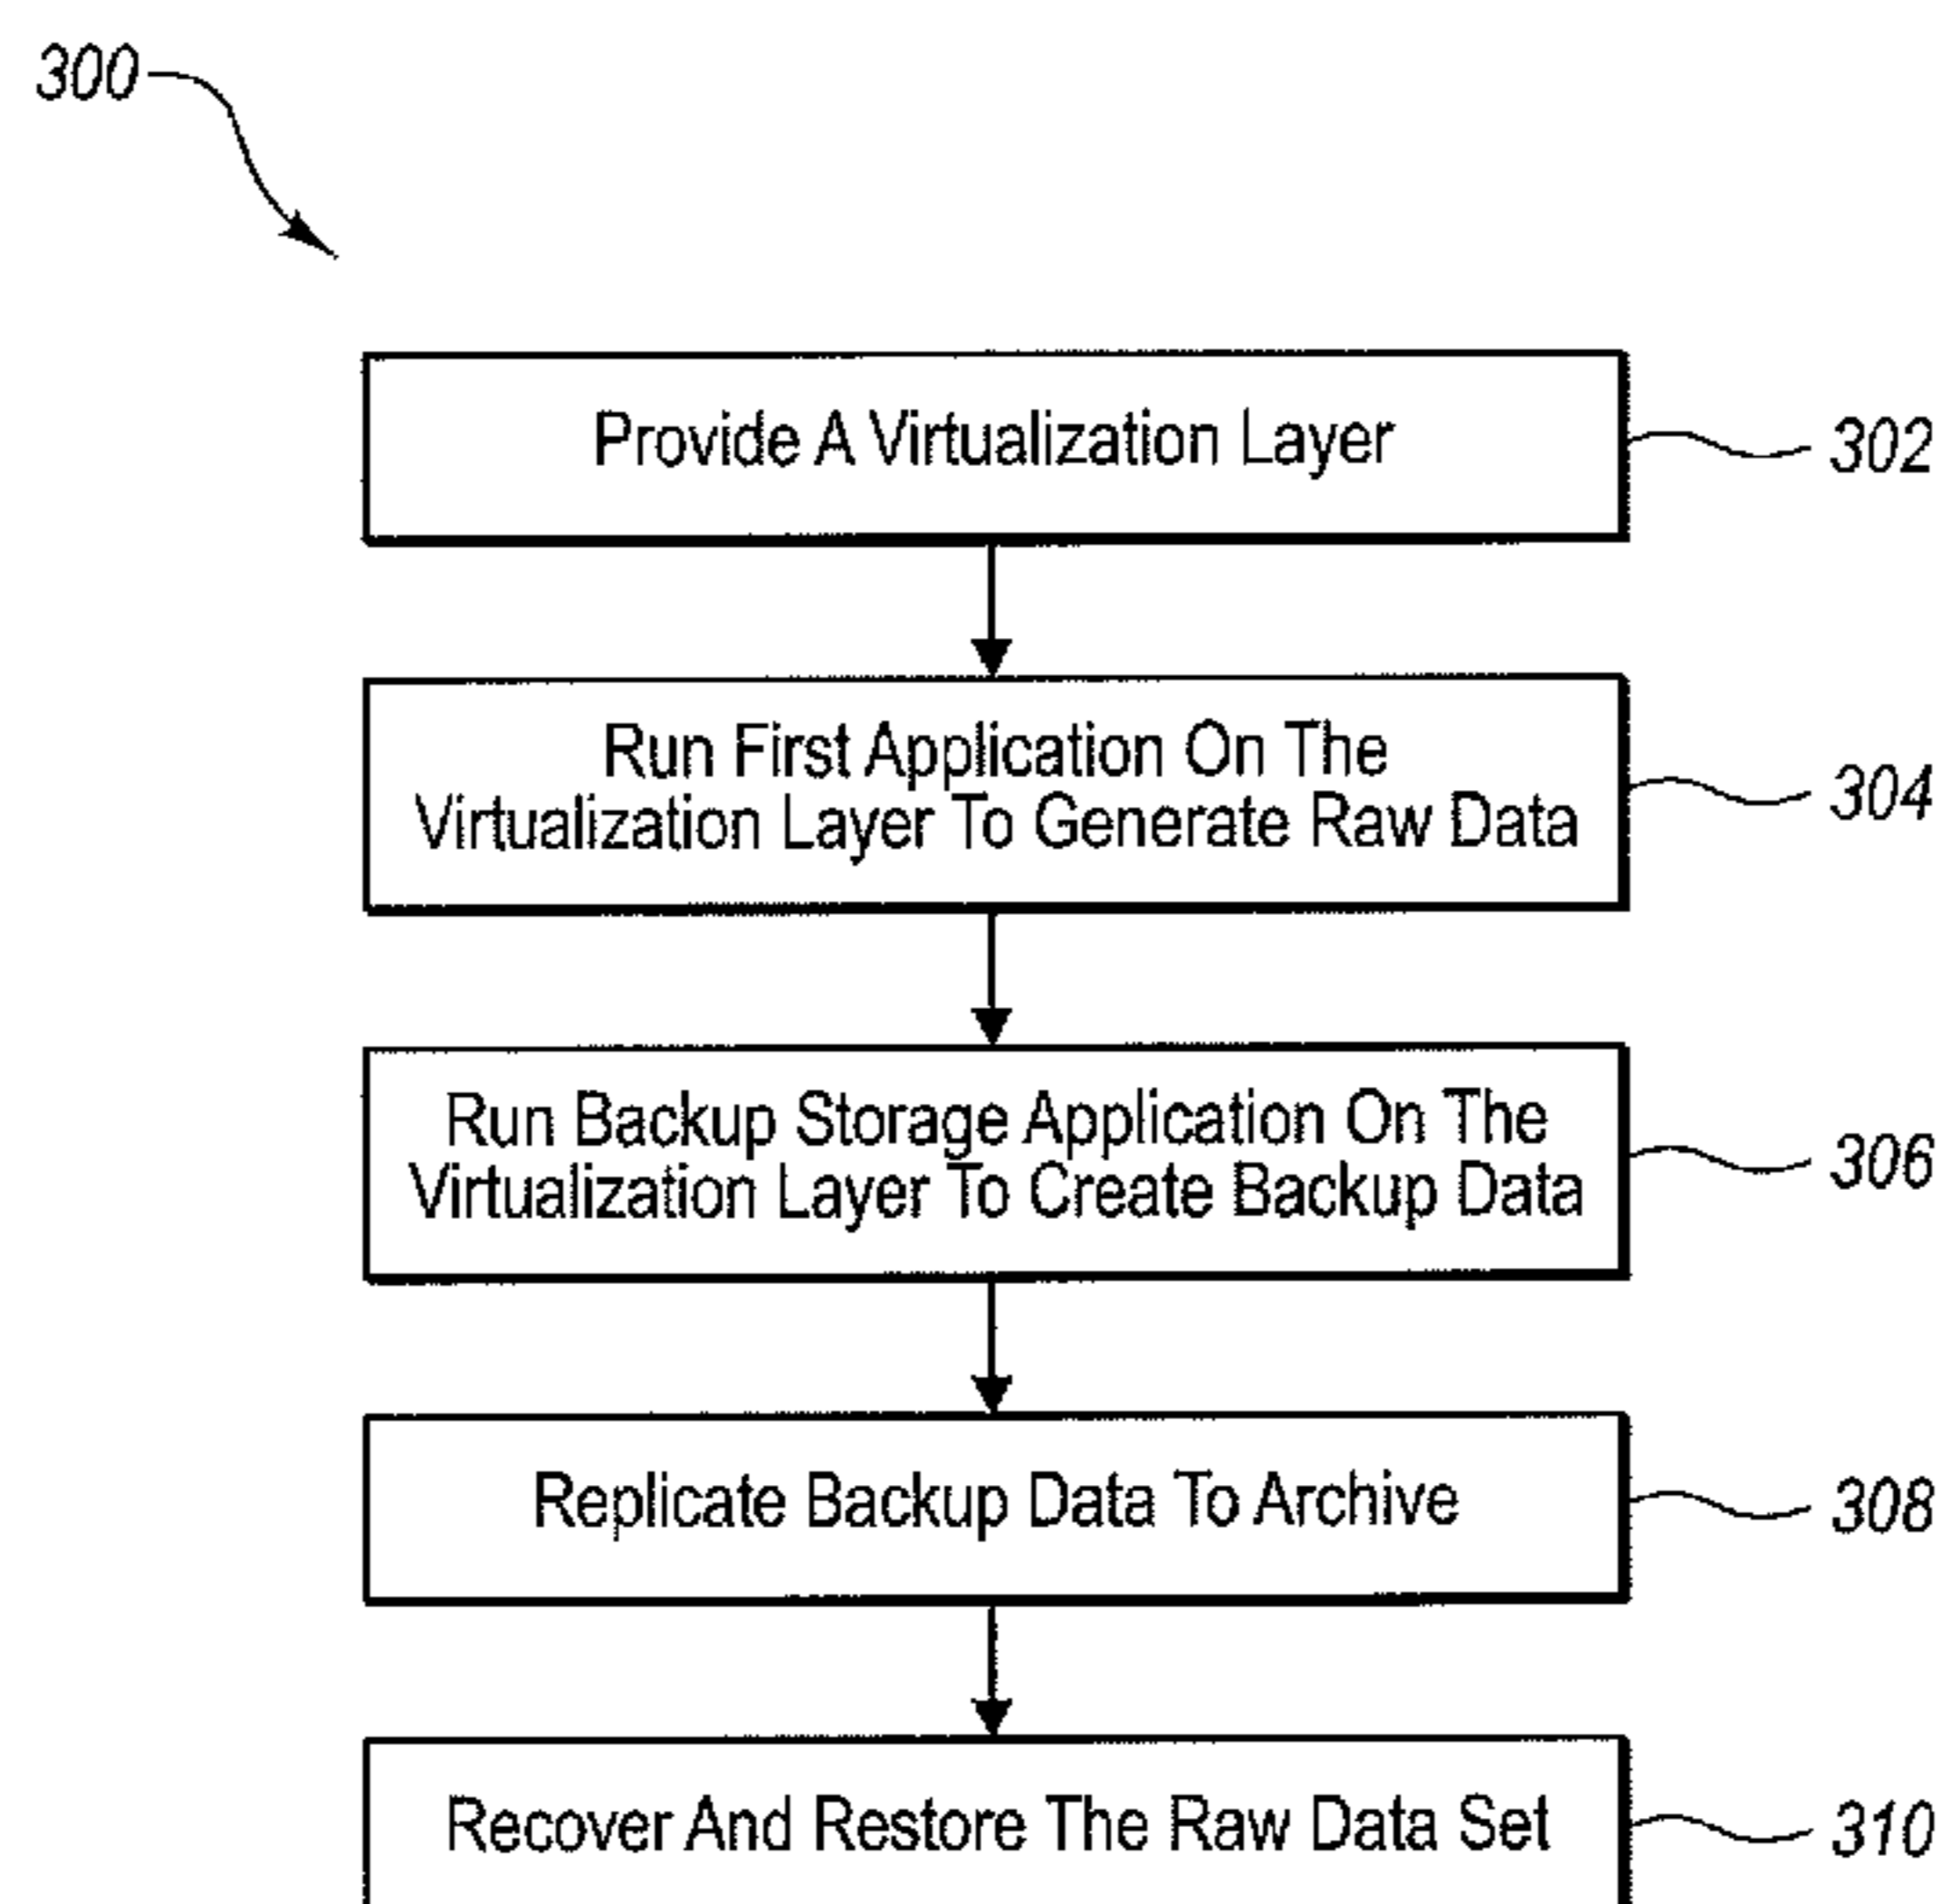 300
Provide A Virtualization Layer
302
Run First Application On The
Virtualization Layer To Generate Raw Data
304
Run Backup Storage Application On The
Virtualization Layer To Create Backup Data
306
Replicate Backup Data To Archive
308
Recover And Restore The Raw Data Set
310